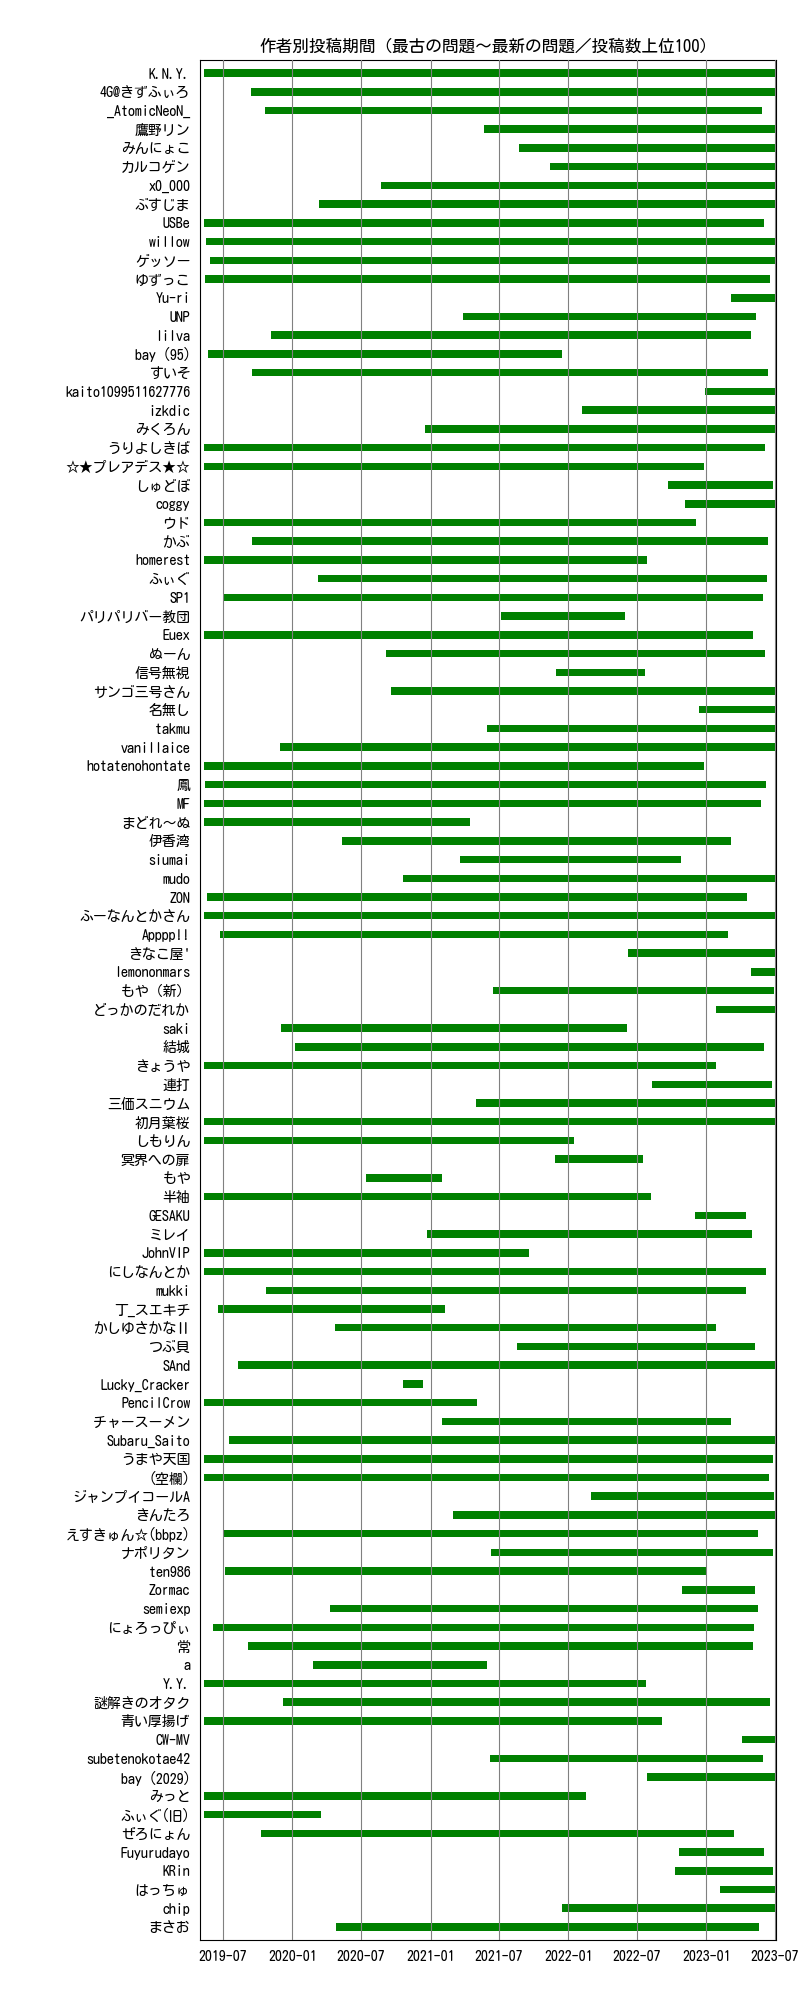 作者別投稿期間（最古の問題～最新の問題／投稿数上位100）
K.N.Y.
4G@きずふぃろ
_AtomicNeoN_
鷹野リン
みんにょこ
カルコゲン
x0_000
ぶすじま
USBe
willow
ゲッソー
ゆずっこ
Yu-ri
UNP
lilva
bay (95)
すいそ
kaito1099511627776
izkdic
みくろん
うりよしきば
☆★プレアデス★☆
しゅどぼ
coggy
ウド
かぶ
homerest
ふぃぐ
SP1
パリパリバー教団
Euex
ぬーん
信号無視
サンゴ三号さん
名無し
takmu
vanillaice
hotatenohontate
鳳
MF
まどれ～ぬ
伊香湾
siumai
mudo
ZON
ふーなんとかさん
Appppll
きなこ屋'
lemononmars
もや（新）
どっかのだれか
saki
結城
きょうや
連打
三価スニウム
初月葉桜
しもりん
冥界への扉
もや
半袖
GESAKU
ミレイ
JohnVIP
にしなんとか
mukki
丁_スエキチ
かしゆさかなⅡ
つぶ貝
SAnd
Lucky_Cracker
PencilCrow
チャースーメン
Subaru_Saito
うまや天国
(空欄)
ジャンプイコールA
きんたろ
えすきゅん☆(bbpz)
ナポリタン
ten986
Zormac
semiexp
にょろっぴぃ
常
a
Y.Y.
謎解きのオタク
青い厚揚げ
CW-MV
subetenokotae42
bay (2029)
みっと
ふぃぐ(旧)
ぜろにょん
Fuyurudayo
KRin
はっちゅ
chip
まさお
2019-07 2020-01 2020-07 2021-01 2021-07 2022-01 2022-07 2023-01 2023-07